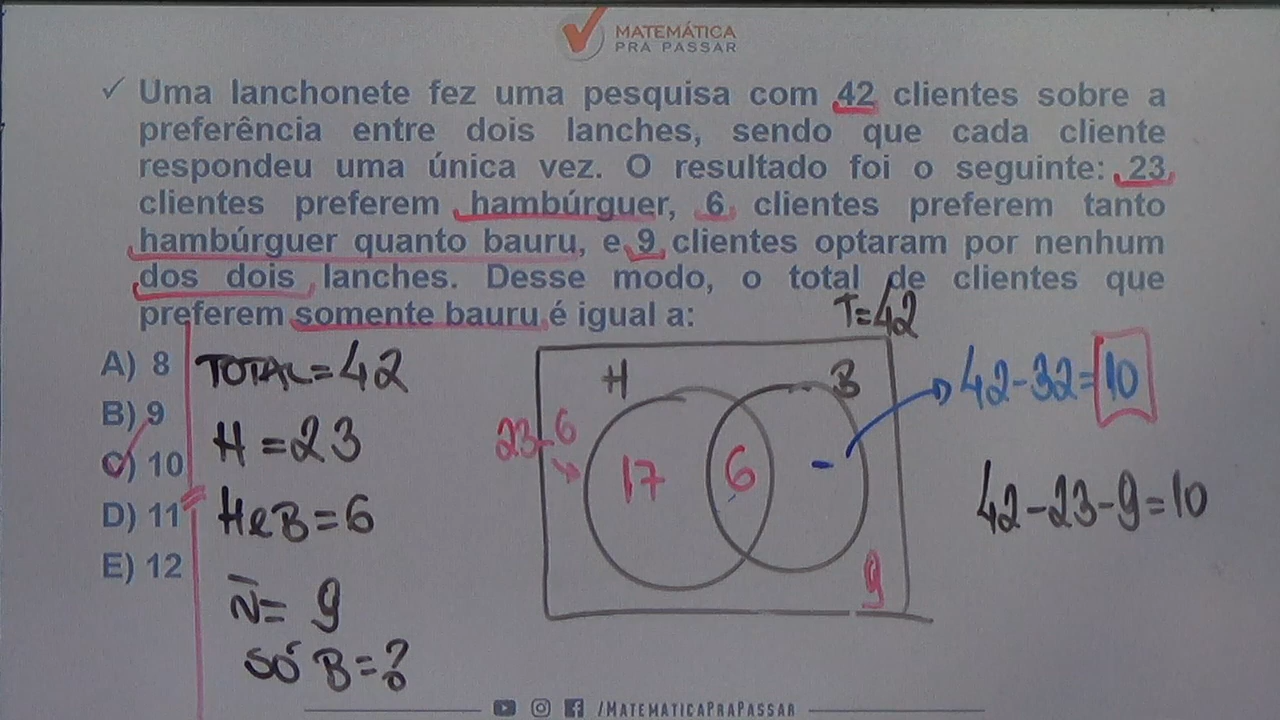 MATEMÁTICA
PRA PASSAR
✓ Uma lanchonete fez uma pesquisa com 42 clientes sobre a
preferência entre dois lanches, sendo que cada cliente
respondeu uma única vez. O resultado foi o seguinte: 23
clientes preferem hambúrguer, 6 clientes preferem tanto
hambúrguer quanto bauru, e 9 clientes optaram por nenhum
dos dois lanches. Desse modo, o total de clientes que
preferem somente bauru é igual a:
T=42
A) 8
B) 9
C) 10
D) 11
E) 12
TOTAL=42
H=23
HeB=6
N̄=9
SÓ B=?
H
B
23-6
17
6
-
9
42-32=10
42-23-9=10
/MATEMATICAPRAPASSAR